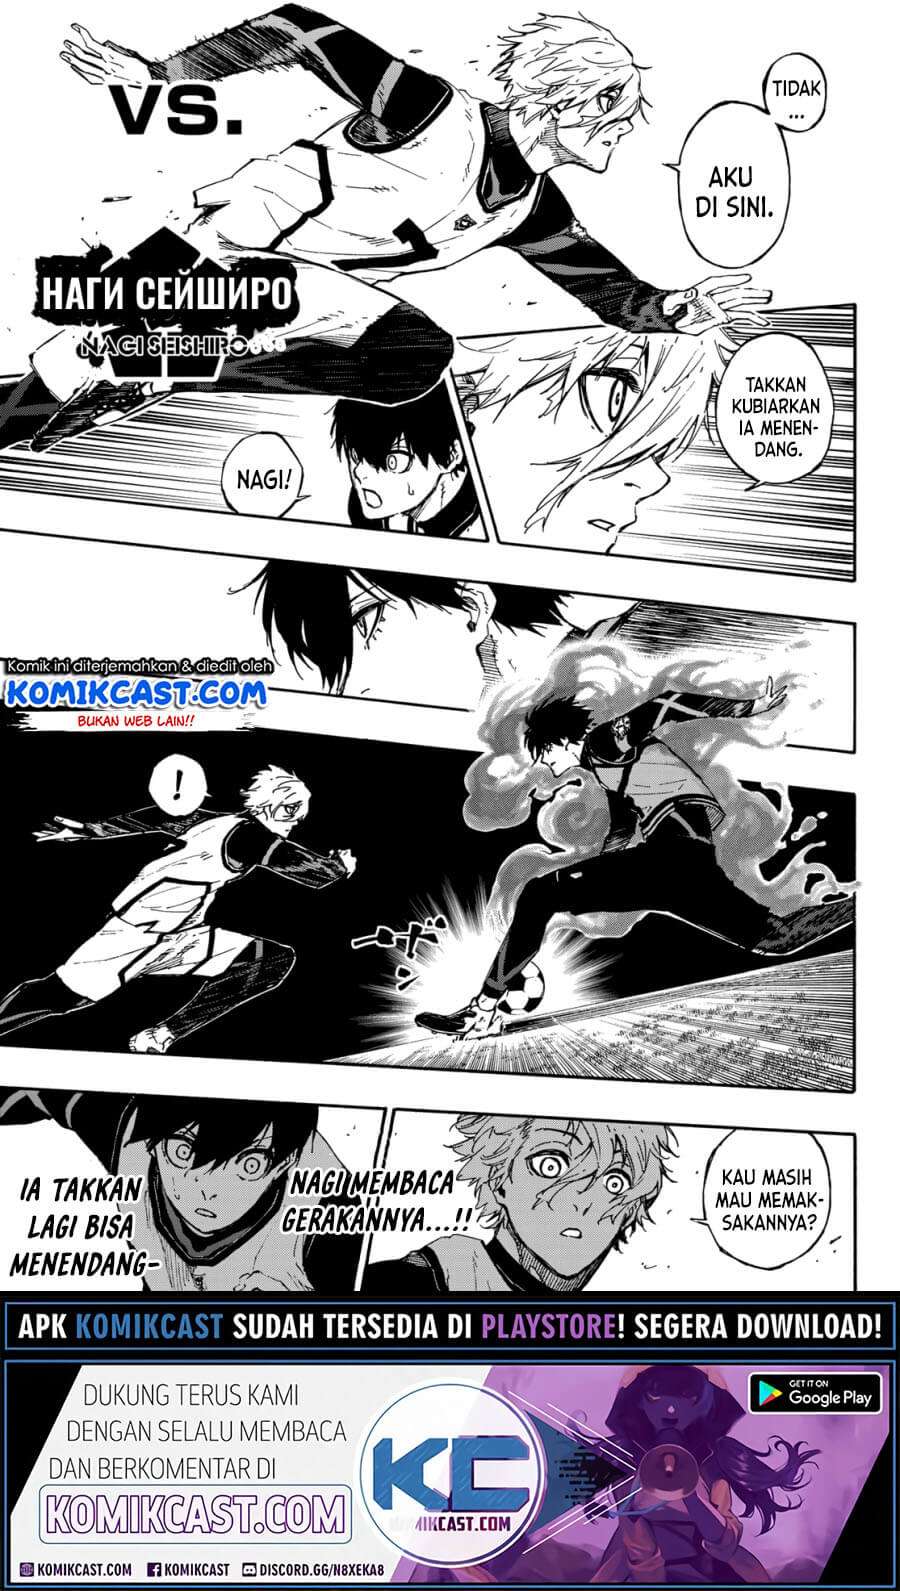 VS.
TIDAK
...
AKU
DI SINI.
НАГИ СЕЙШИРО
NAGI SEISHIRO
TAKKAN
KUBIARKAN
IA MENEN-
DANG.
NAGI!
Komik ini diterjemahkan & diedit oleh
KOMIKCAST.COM
BUKAN WEB LAIN!!
!
KAU MASIH
MAU MEMAK-
SAKANNYA?
NAGI MEMBACA
GERAKANNYA...!!
IA TAKKAN
LAGI BISA
MENENDANG-
APK KOMIKCAST SUDAH TERSEDIA DI PLAYSTORE! SEGERA DOWNLOAD!
DUKUNG TERUS KAMI
DENGAN SELALU MEMBACA
DAN BERKOMENTAR DI
KOMIKCAST.COM
KOMIKCAST.COM KOMIKCAST DISCORD.GG/N8XEKA8
KC
KOMIKCAST.COM
GET IT ON
Google Play